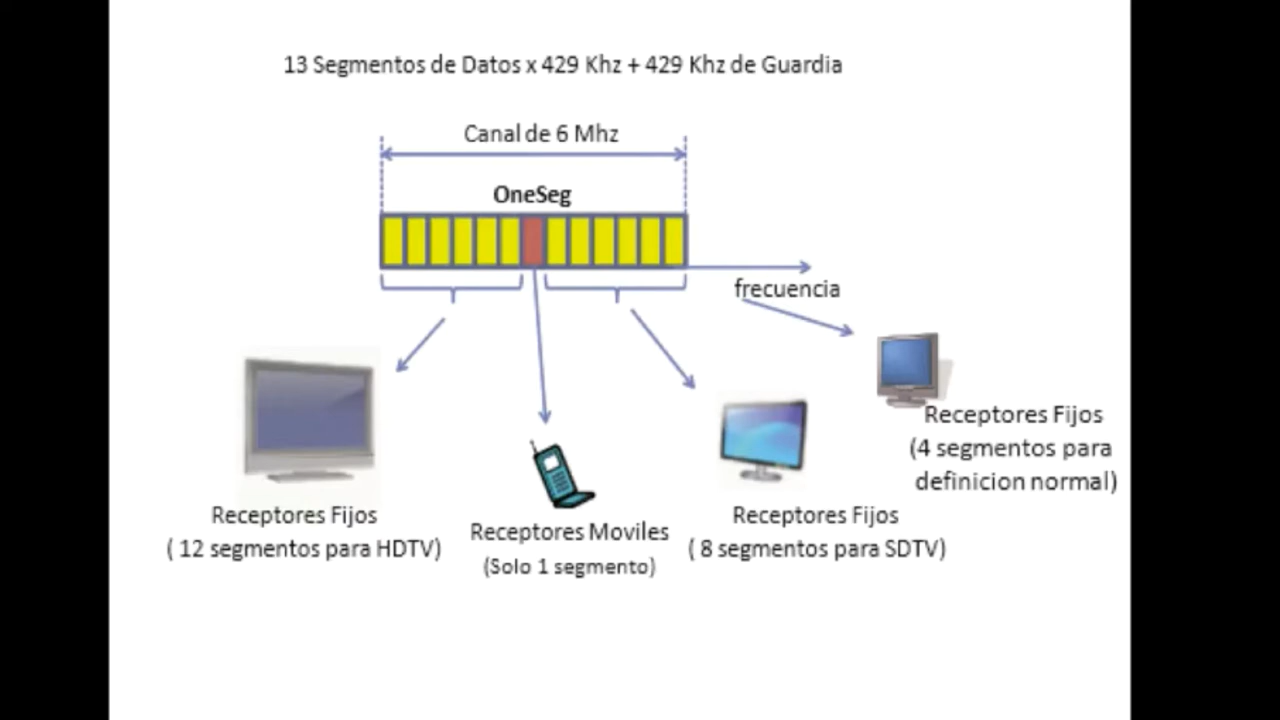 13 Segmentos de Datos x 429 Khz + 429 Khz de Guardia
Canal de 6 Mhz
OneSeg
frecuencia
Receptores Fijos
(4 segmentos para
definicion normal)
Receptores Fijos
( 12 segmentos para HDTV)
Receptores Moviles
(Solo 1 segmento)
Receptores Fijos
( 8 segmentos para SDTV)